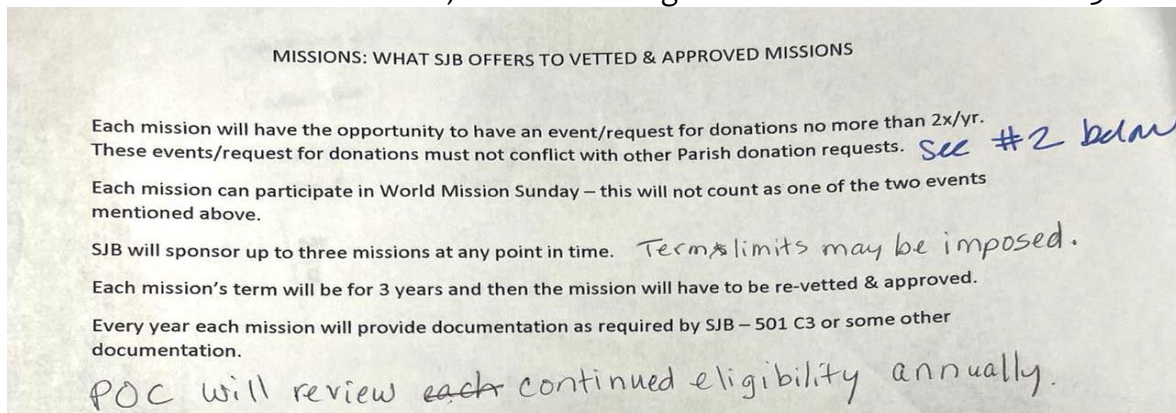 MISSIONS: WHAT SJB OFFERS TO VETTED & APPROVED MISSIONS
Each mission will have the opportunity to have an event/request for donations no more than 2x/yr.
These events/request for donations must not conflict with other Parish donation requests. See #2 below
Each mission can participate in World Mission Sunday – this will not count as one of the two events
mentioned above.
SJB will sponsor up to three missions at any point in time. Term limits may be imposed.
Each mission's term will be for 3 years and then the mission will have to be re-vetted & approved.
Every year each mission will provide documentation as required by SJB – 501 C3 or some other
documentation.
POC will review each continued eligibility annually.